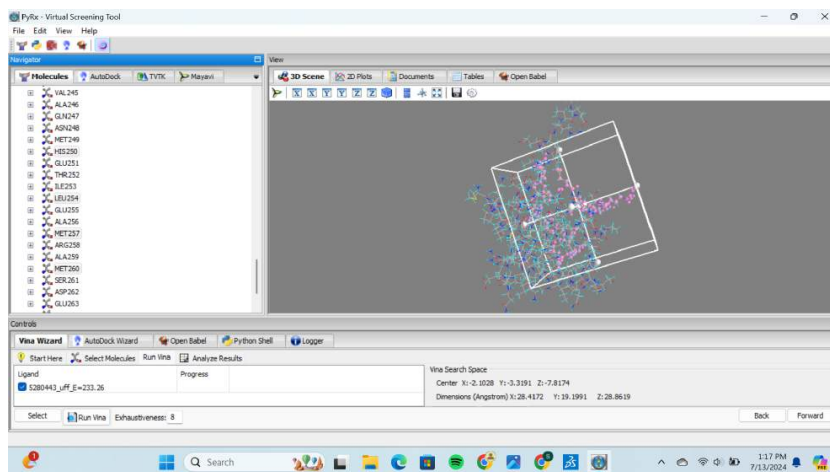 PyRx - Virtual Screening Tool
File Edit View Help
Navigator
View
Molecules AutoDock TVTK Mayavi
3D Scene 2D Plots Documents Tables Open Babel
VAL245
ALA246
GLN247
ASN248
MET249
HIS250
GLU251
THR252
ILE253
LEU254
GLU255
ALA256
MET257
ARG258
ALA259
MET260
SER261
ASP262
GLU263
Controls
Vina Wizard AutoDock Wizard Open Babel Python Shell Logger
Start Here Select Molecules Run Vina Analyze Results
Ligand Progress
5280443_uff_E=233.26
Vina Search Space
Center X:-2.1028 Y:-3.3191 Z:-7.8174
Dimensions (Angstrom) X:28.4172 Y:19.1991 Z:28.8619
Select Run Vina Exhaustiveness: 8 Back Forward
Search
1:17 PM
7/13/2024